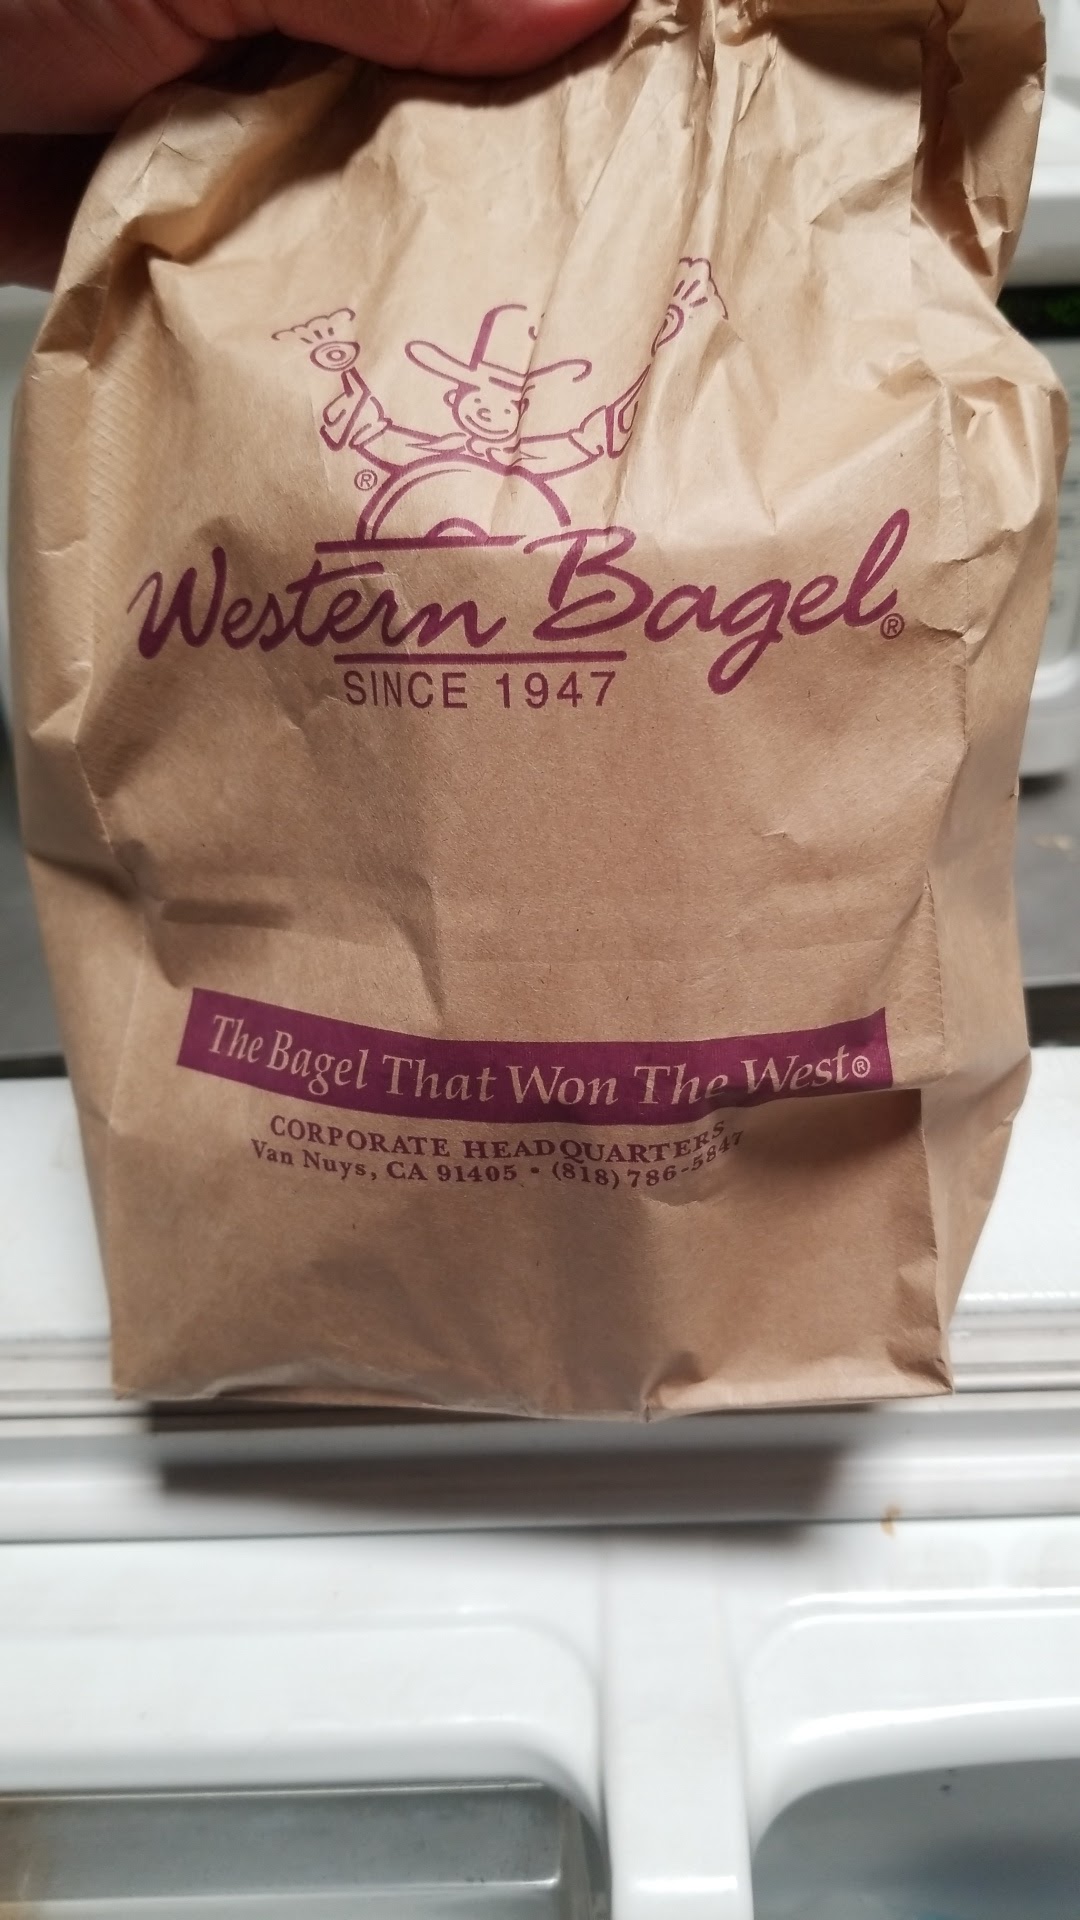 ®
Western Bagel®
SINCE 1947
The Bagel That Won The West®
CORPORATE HEADQUARTERS
Van Nuys, CA 91405 • (818) 786-5847